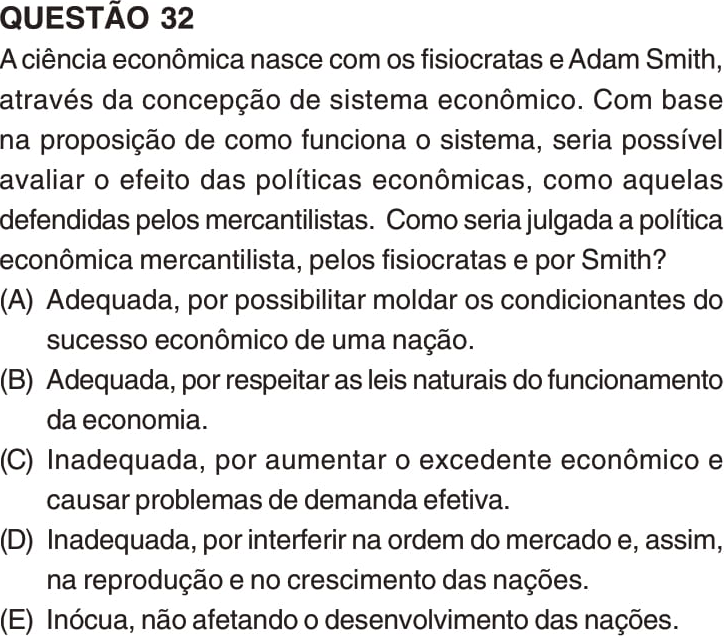 QUESTÃO 32
A ciência econômica nasce com os fisiocratas e Adam Smith,
através da concepção de sistema econômico. Com base
na proposição de como funciona o sistema, seria possível
avaliar o efeito das políticas econômicas, como aquelas
defendidas pelos mercantilistas. Como seria julgada a política
econômica mercantilista, pelos fisiocratas e por Smith?
(A) Adequada, por possibilitar moldar os condicionantes do
sucesso econômico de uma nação.
(B) Adequada, por respeitar as leis naturais do funcionamento
da economia.
(C) Inadequada, por aumentar o excedente econômico e
causar problemas de demanda efetiva.
(D) Inadequada, por interferir na ordem do mercado e, assim,
na reprodução e no crescimento das nações.
(E) Inócua, não afetando o desenvolvimento das nações.